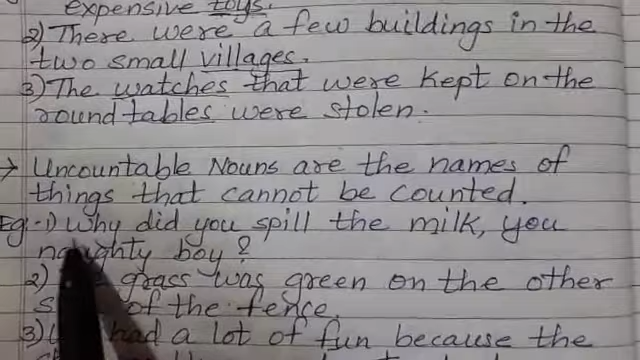 expensive toys.
2) There were a few buildings in the
two small villages.
3) The watches that were kept on the
round tables were stolen.
→ Uncountable Nouns are the names of
things that cannot be counted.
Eg:-1) Why did you spill the milk, you
naughty boy?
2) grass was green on the other
of the fence.
3) had a lot of fun because the